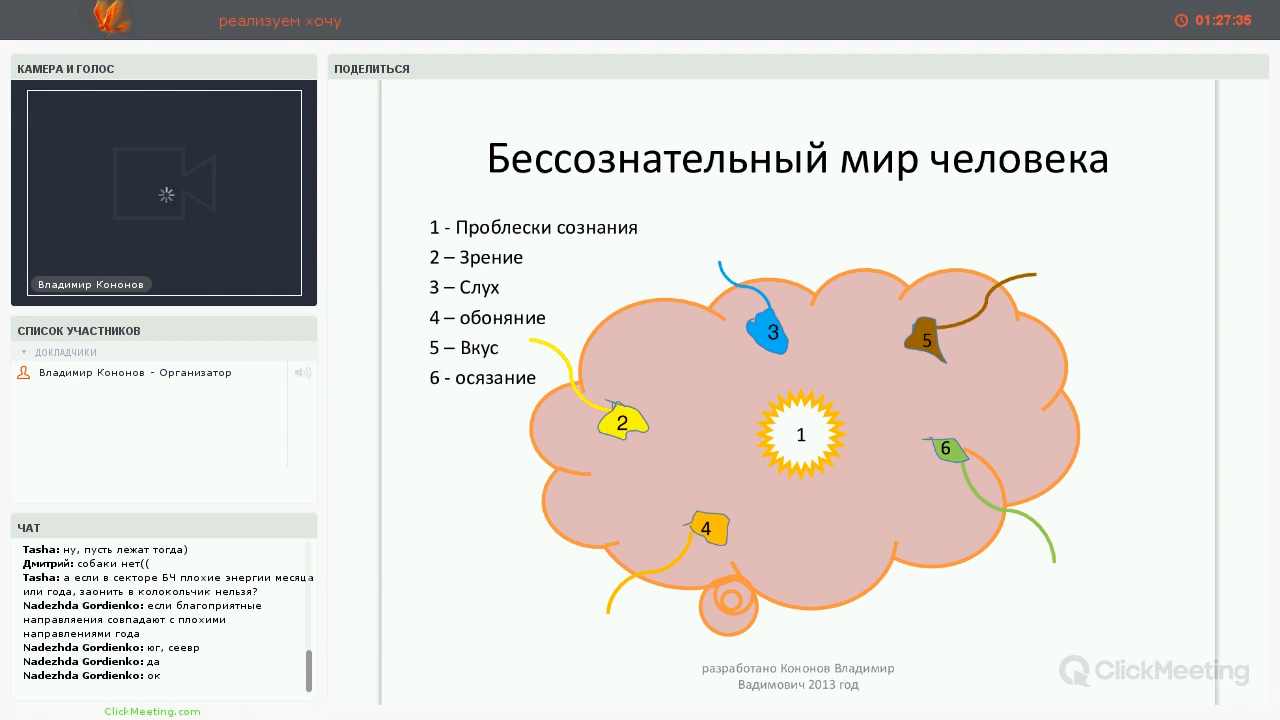 реализуем хочу
01:27:35
КАМЕРА И ГОЛОС
Владимир Кононов
СПИСОК УЧАСТНИКОВ
ДОКЛАДЧИКИ
Владимир Кононов - Организатор
ЧАТ
Tasha: ну, пусть лежат тогда)
Дмитрий: собаки нет((
Tasha: а если в секторе БЧ плохие энергии месяца
или года, заонить в колокольчик нельзя?
Nadezhda Gordienko: если благоприятные
направляения совпадают с плохими
направлениями года
Nadezhda Gordienko: юг, сеевр
Nadezhda Gordienko: да
Nadezhda Gordienko: ок
ClickMeeting.com
ПОДЕЛИТЬСЯ
Бессознательный мир человека
1 - Проблески сознания
2 – Зрение
3 – Слух
4 – обоняние
5 – Вкус
6 - осязание
3
5
2
1
6
4
разработано Кононов Владимир
Вадимович 2013 год
ClickMeeting